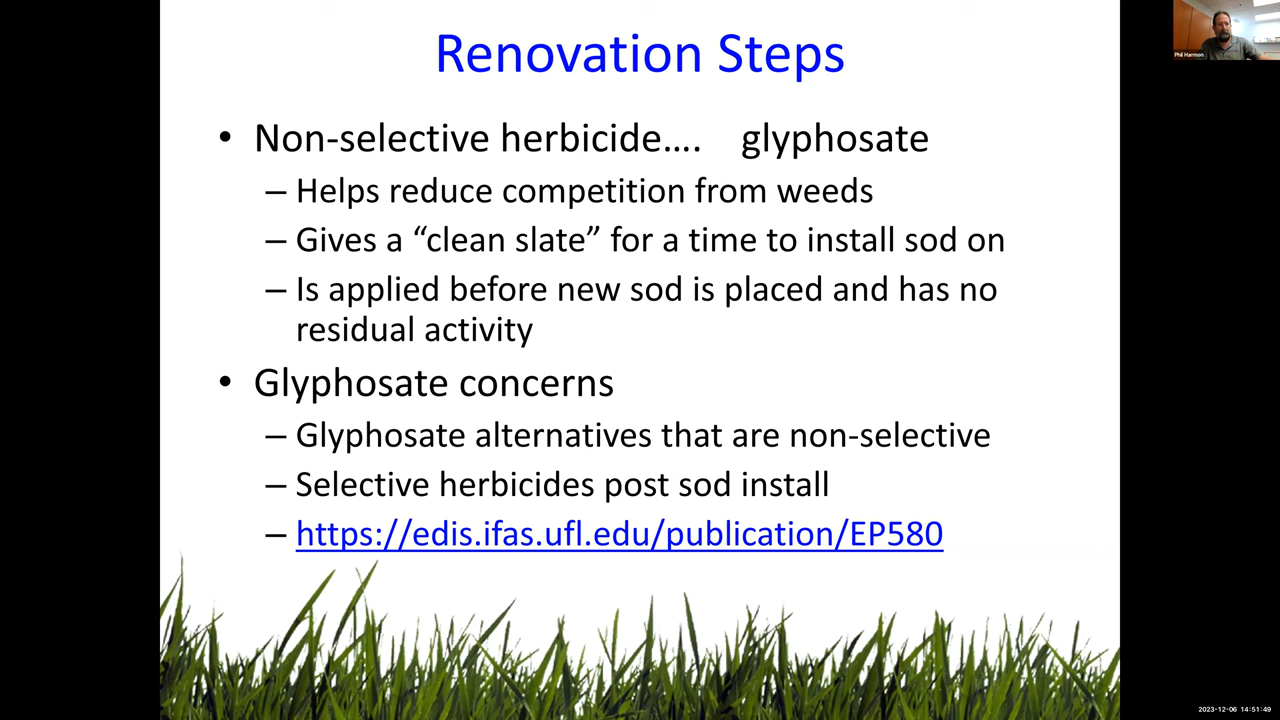 Renovation Steps
• Non-selective herbicide…. glyphosate
– Helps reduce competition from weeds
– Gives a “clean slate” for a time to install sod on
– Is applied before new sod is placed and has no
residual activity
• Glyphosate concerns
– Glyphosate alternatives that are non-selective
– Selective herbicides post sod install
– https://edis.ifas.ufl.edu/publication/EP580
Phil Harmon
2023-12-06 14:51:49